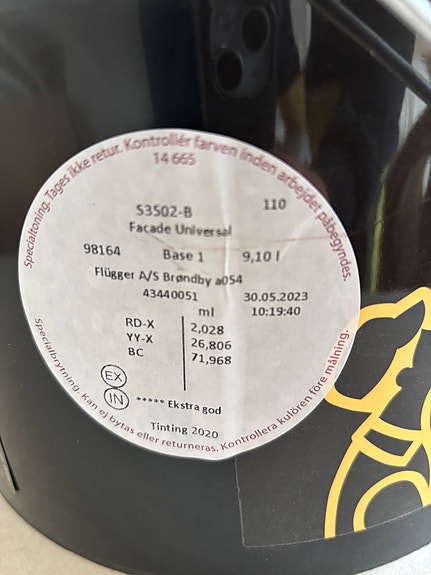 Specialtoning. Tages ikke retur. Kontrollér farven inden arbejdet påbegyndes.
14 665
S3502-B 110
Facade Universal
98164 Base 1 9,10 l
Flügger A/S Brøndby a054
43440051 30.05.2023
ml 10:19:40
RD-X 2,028
YY-X 26,806
BC 71,968
EX
IN ***** Ekstra god
Tinting 2020
Specialbrytning. Kan ej bytas eller returneras. Kontrollera kulören före målning.